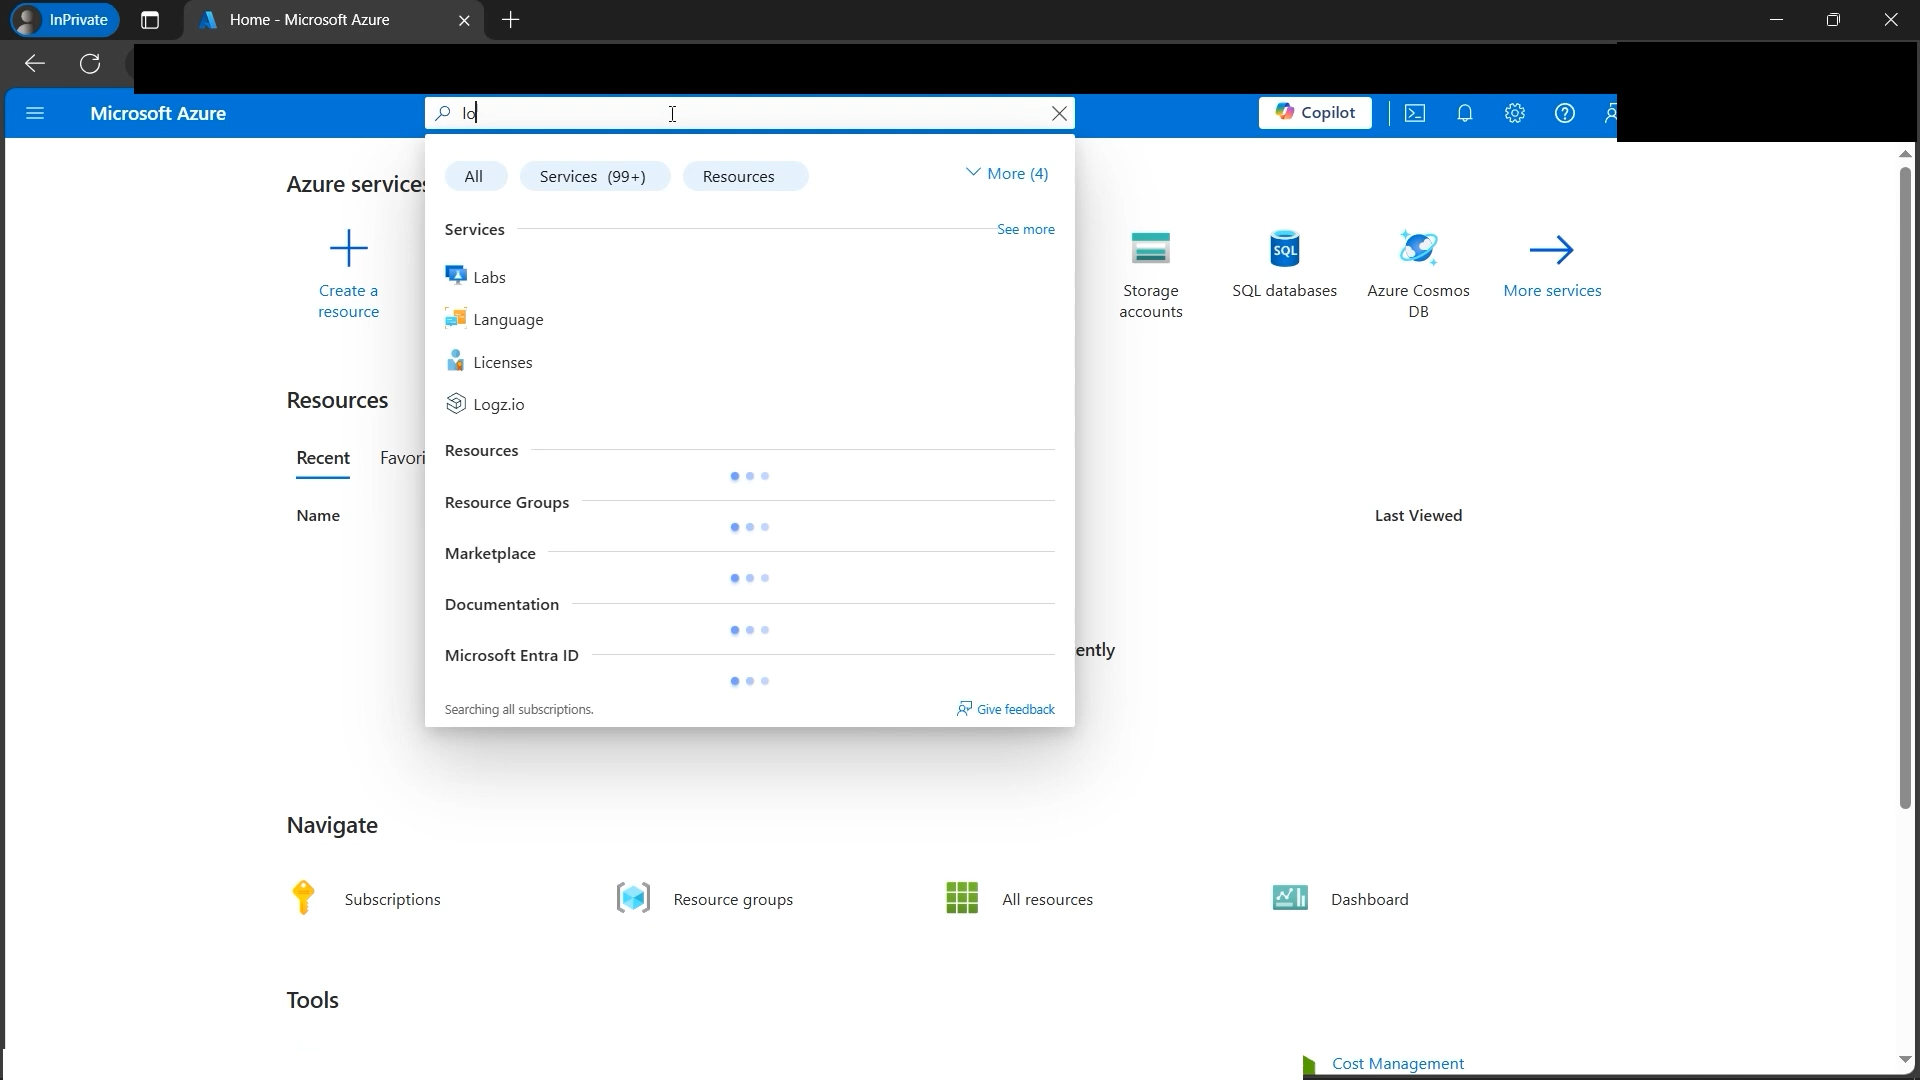 InPrivate
Home - Microsoft Azure
Microsoft Azure
lo
Copilot
All
Services (99+)
Resources
More (4)
Azure services
Services
See more
Create a
resource
Labs
Language
Licenses
Logz.io
Storage
accounts
SQL
SQL databases
Azure Cosmos
DB
More services
Resources
Recent
Favori
Name
Last Viewed
Resources
Resource Groups
Marketplace
Documentation
Microsoft Entra ID
ently
Searching all subscriptions.
Give feedback
Navigate
Subscriptions
Resource groups
All resources
Dashboard
Tools
Cost Management